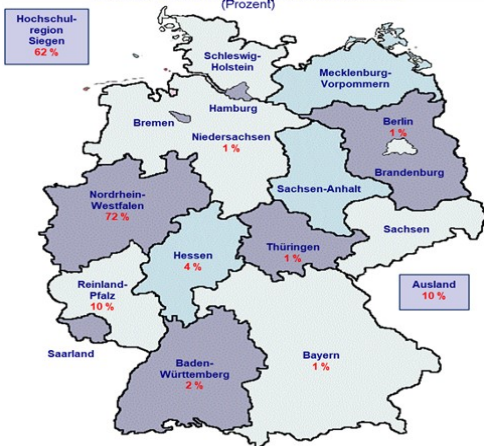 (Prozent)
Hochschul-
region
Siegen
62 %
Schleswig-
Holstein
Mecklenburg-
Vorpommern
Hamburg
Bremen
Niedersachsen
1 %
Berlin
1 %
Brandenburg
Sachsen-Anhalt
Nordrhein-
Westfalen
72 %
Sachsen
Hessen
4 %
Thüringen
1 %
Reinland-
Pfalz
10 %
Ausland
10 %
Saarland
Baden-
Württemberg
2 %
Bayern
1 %